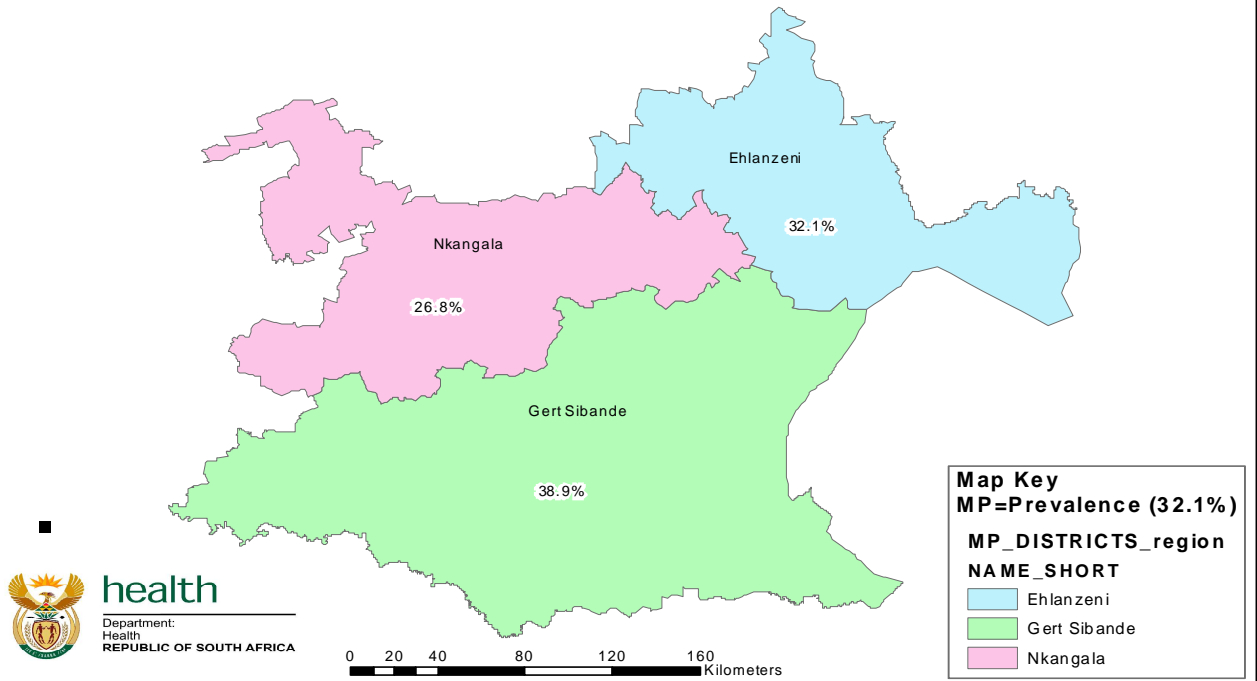 Ehlanzeni
32.1%
Nkangala
26.8%
Gert Sibande
38.9%
Map Key
MP=Prevalence (32.1%)
MP_DISTRICTS_region
NAME_SHORT
Ehlanzeni
Gert Sibande
Nkangala
health
Department:
Health
REPUBLIC OF SOUTH AFRICA
0 20 40 80 120 160
Kilometers